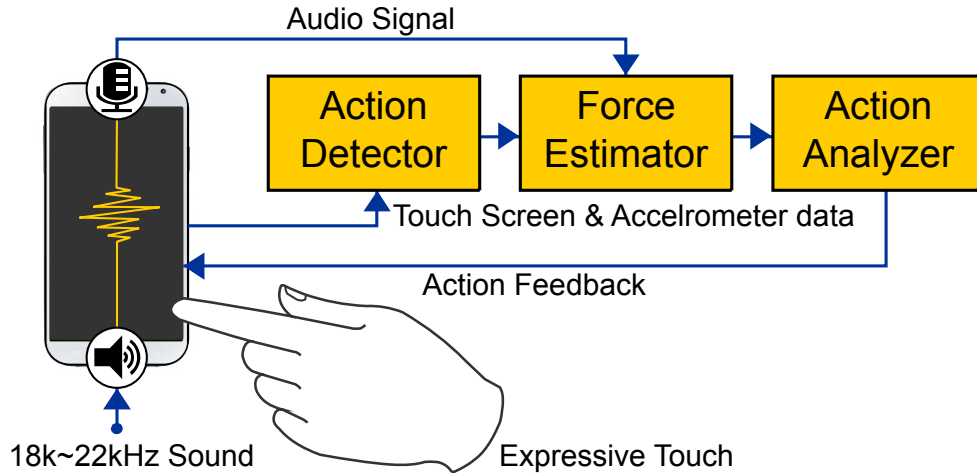 Audio Signal
Action
Detector
Force
Estimator
Action
Analyzer
Touch Screen & Accelrometer data
Action Feedback
18k~22kHz Sound
Expressive Touch